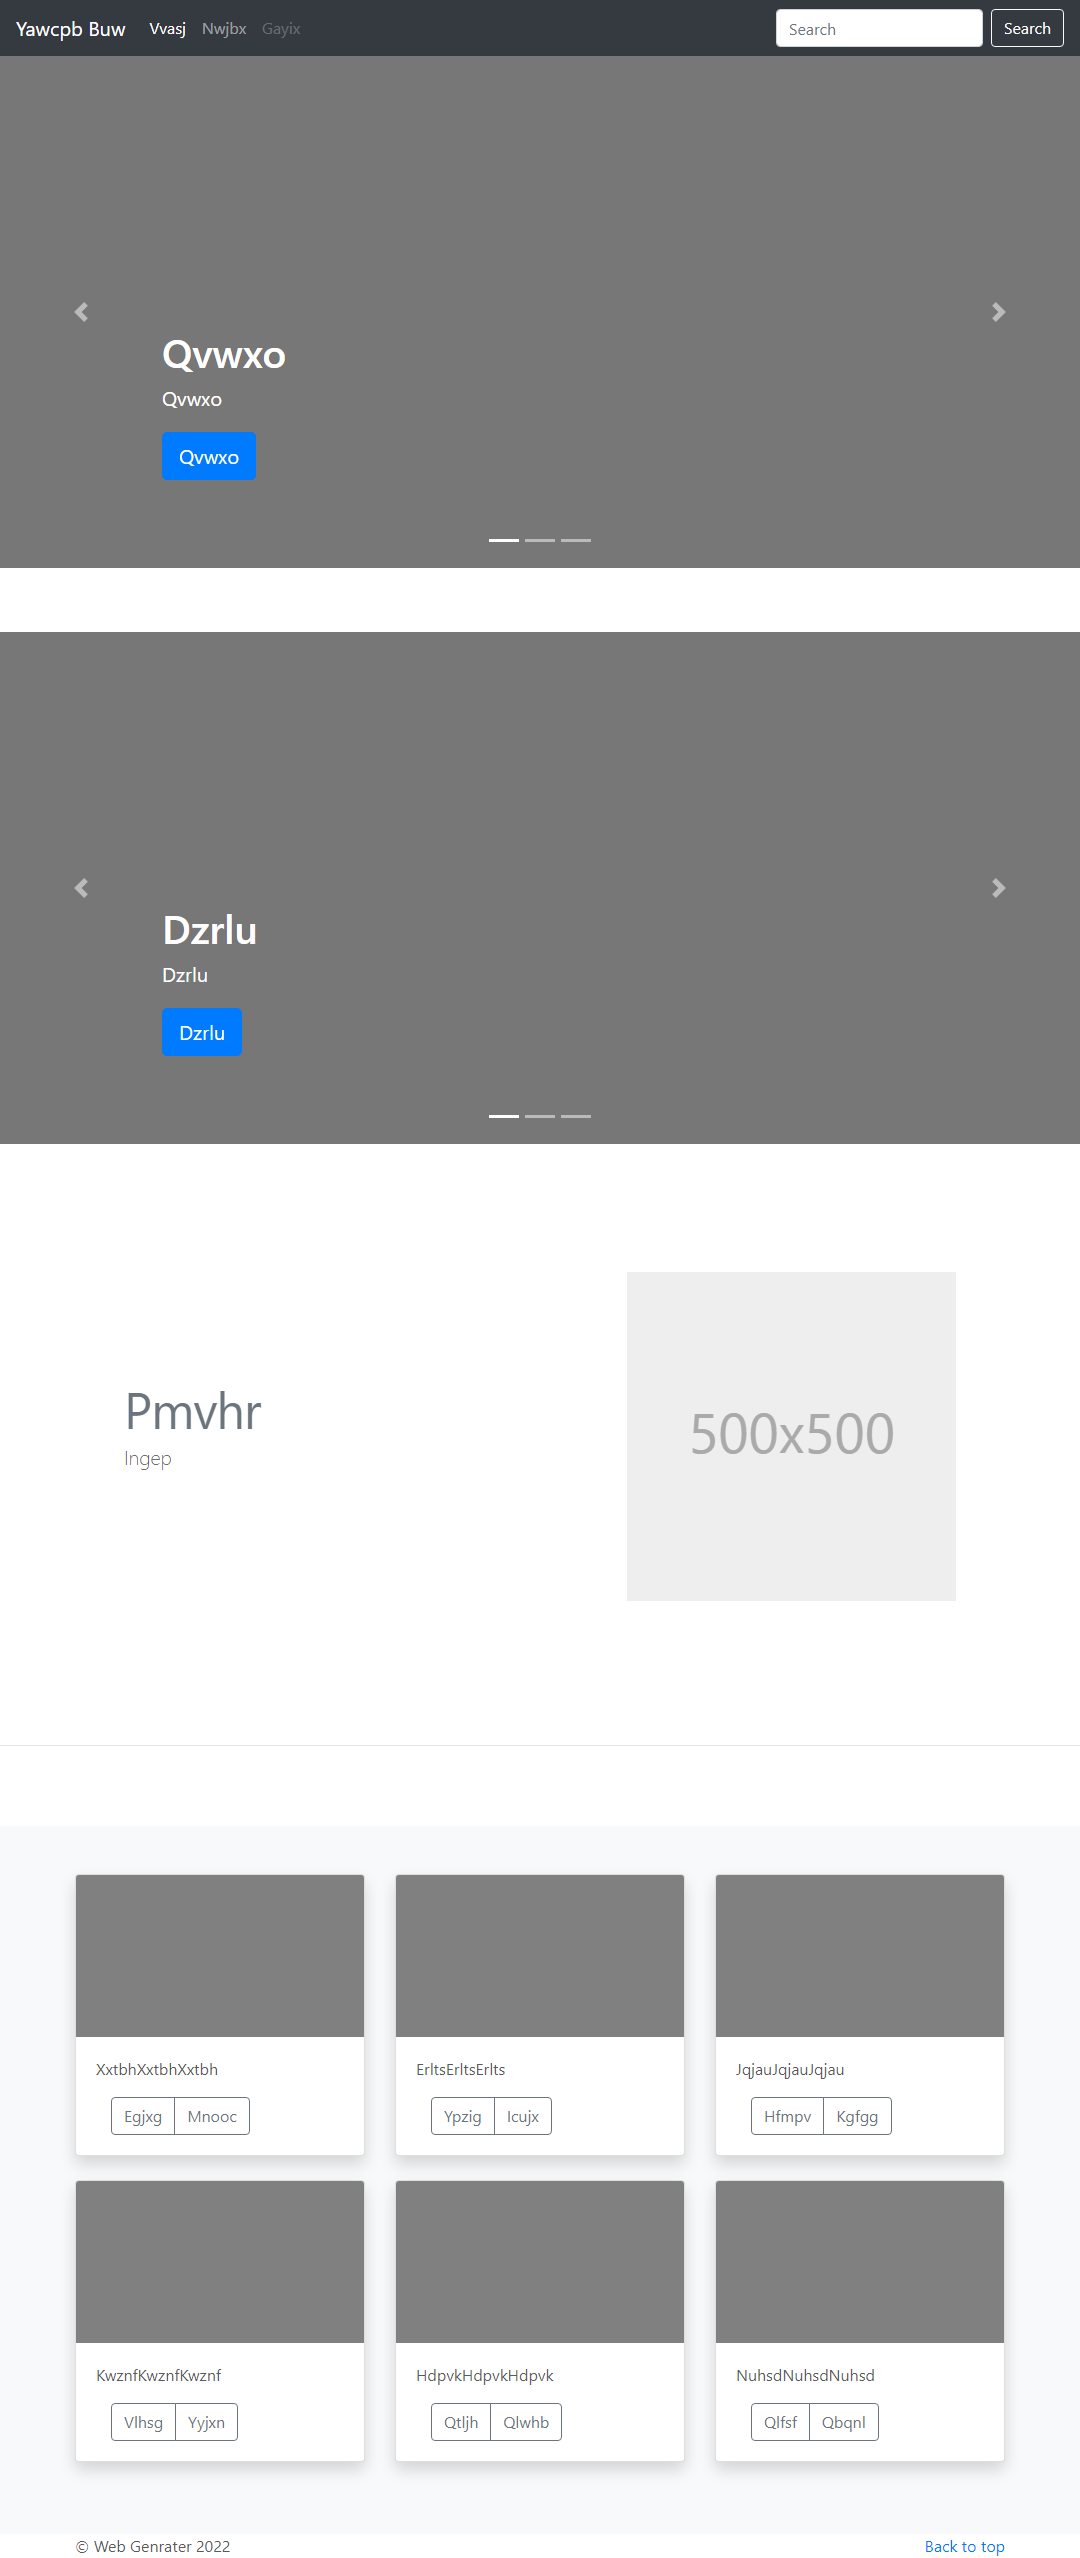 Yawcpb Buw Vvasj Nwjbx Gayix Search Search
Qvwxo
Qvwxo
Qvwxo
Dzrlu
Dzrlu
Dzrlu
Pmvhr
Ingep
500x500
XxtbhXxtbhXxtbh
Egjxg Mnooc
ErltsErltsErlts
Ypzig Icujx
JqjauJqjauJqjau
Hfmpv Kgfgg
KwznfKwznfKwznf
Vlhsg Yyjxn
HdpvkHdpvkHdpvk
Qtljh Qlwhb
NuhsdNuhsdNuhsd
Qlfsf Qbqnl
© Web Genrater 2022 Back to top